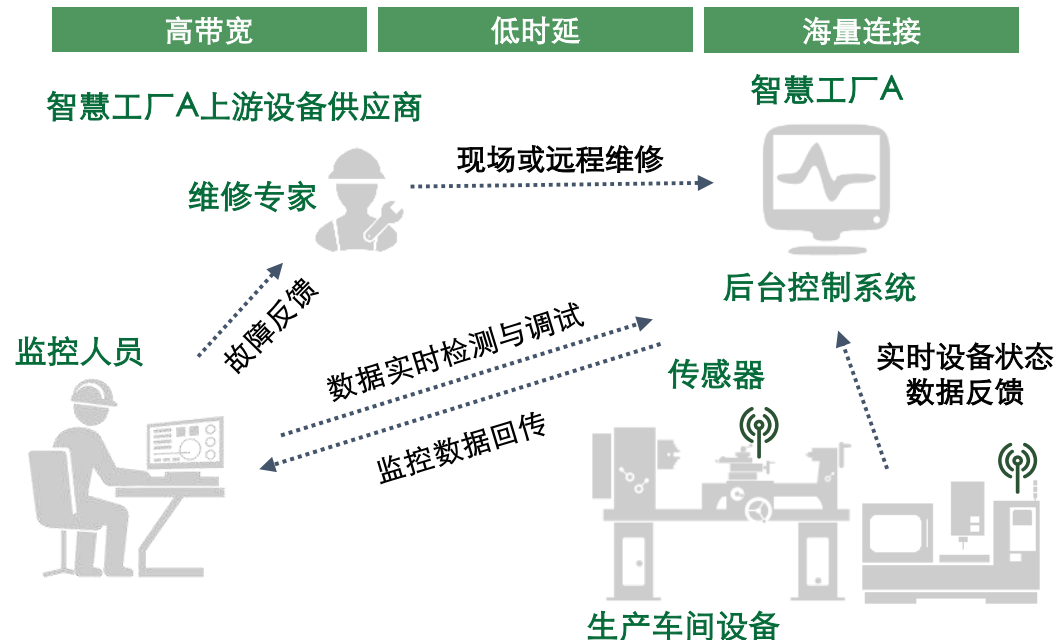 高带宽
低时延
海量连接
智慧工厂A上游设备供应商
智慧工厂A
现场或远程维修
维修专家
后台控制系统
故障反馈
监控人员
数据实时检测与调试
实时设备状态
数据反馈
传感器
监控数据回传
生产车间设备